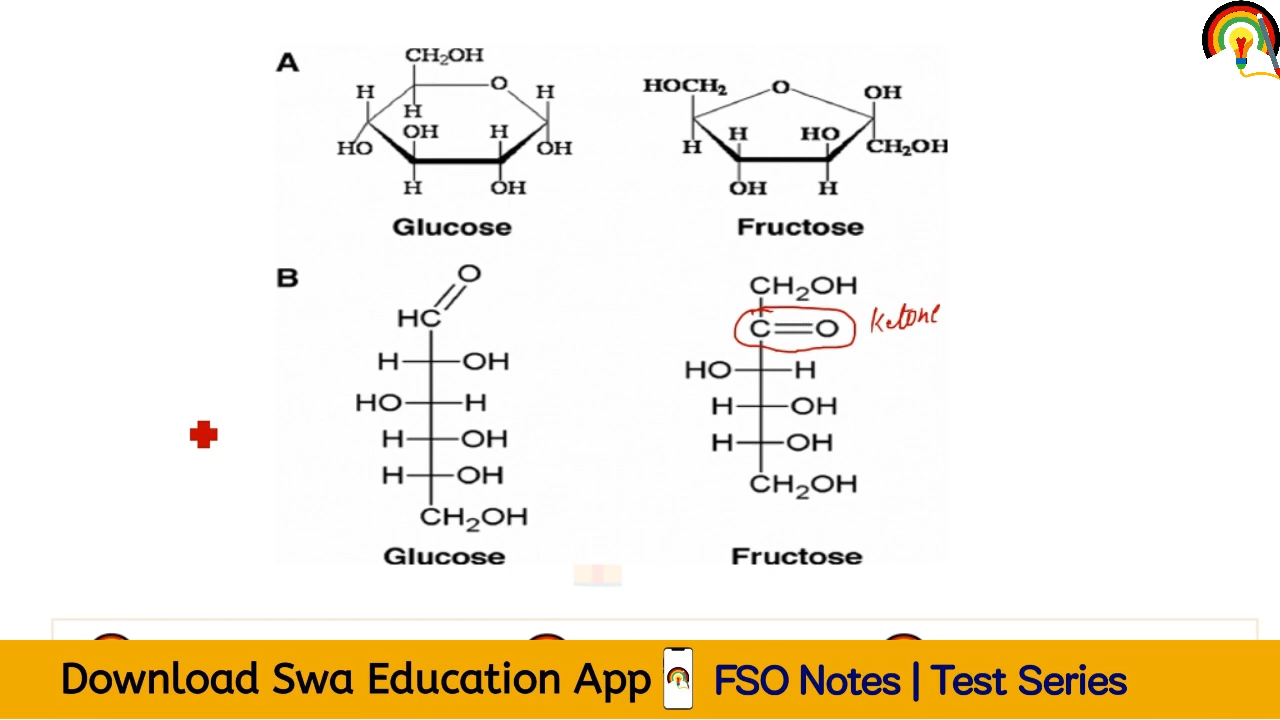 A
CH₂OH
O
H
H
H
OH
H
HO
OH
H
OH
Glucose
HOCH₂
O
OH
H
HO
H
CH₂OH
OH
H
Fructose
B
O
HC
H
OH
HO
H
H
OH
H
OH
CH₂OH
Glucose
CH₂OH
C=O
Ketone
HO
H
H
OH
H
OH
CH₂OH
Fructose
Download Swa Education App
FSO Notes | Test Series